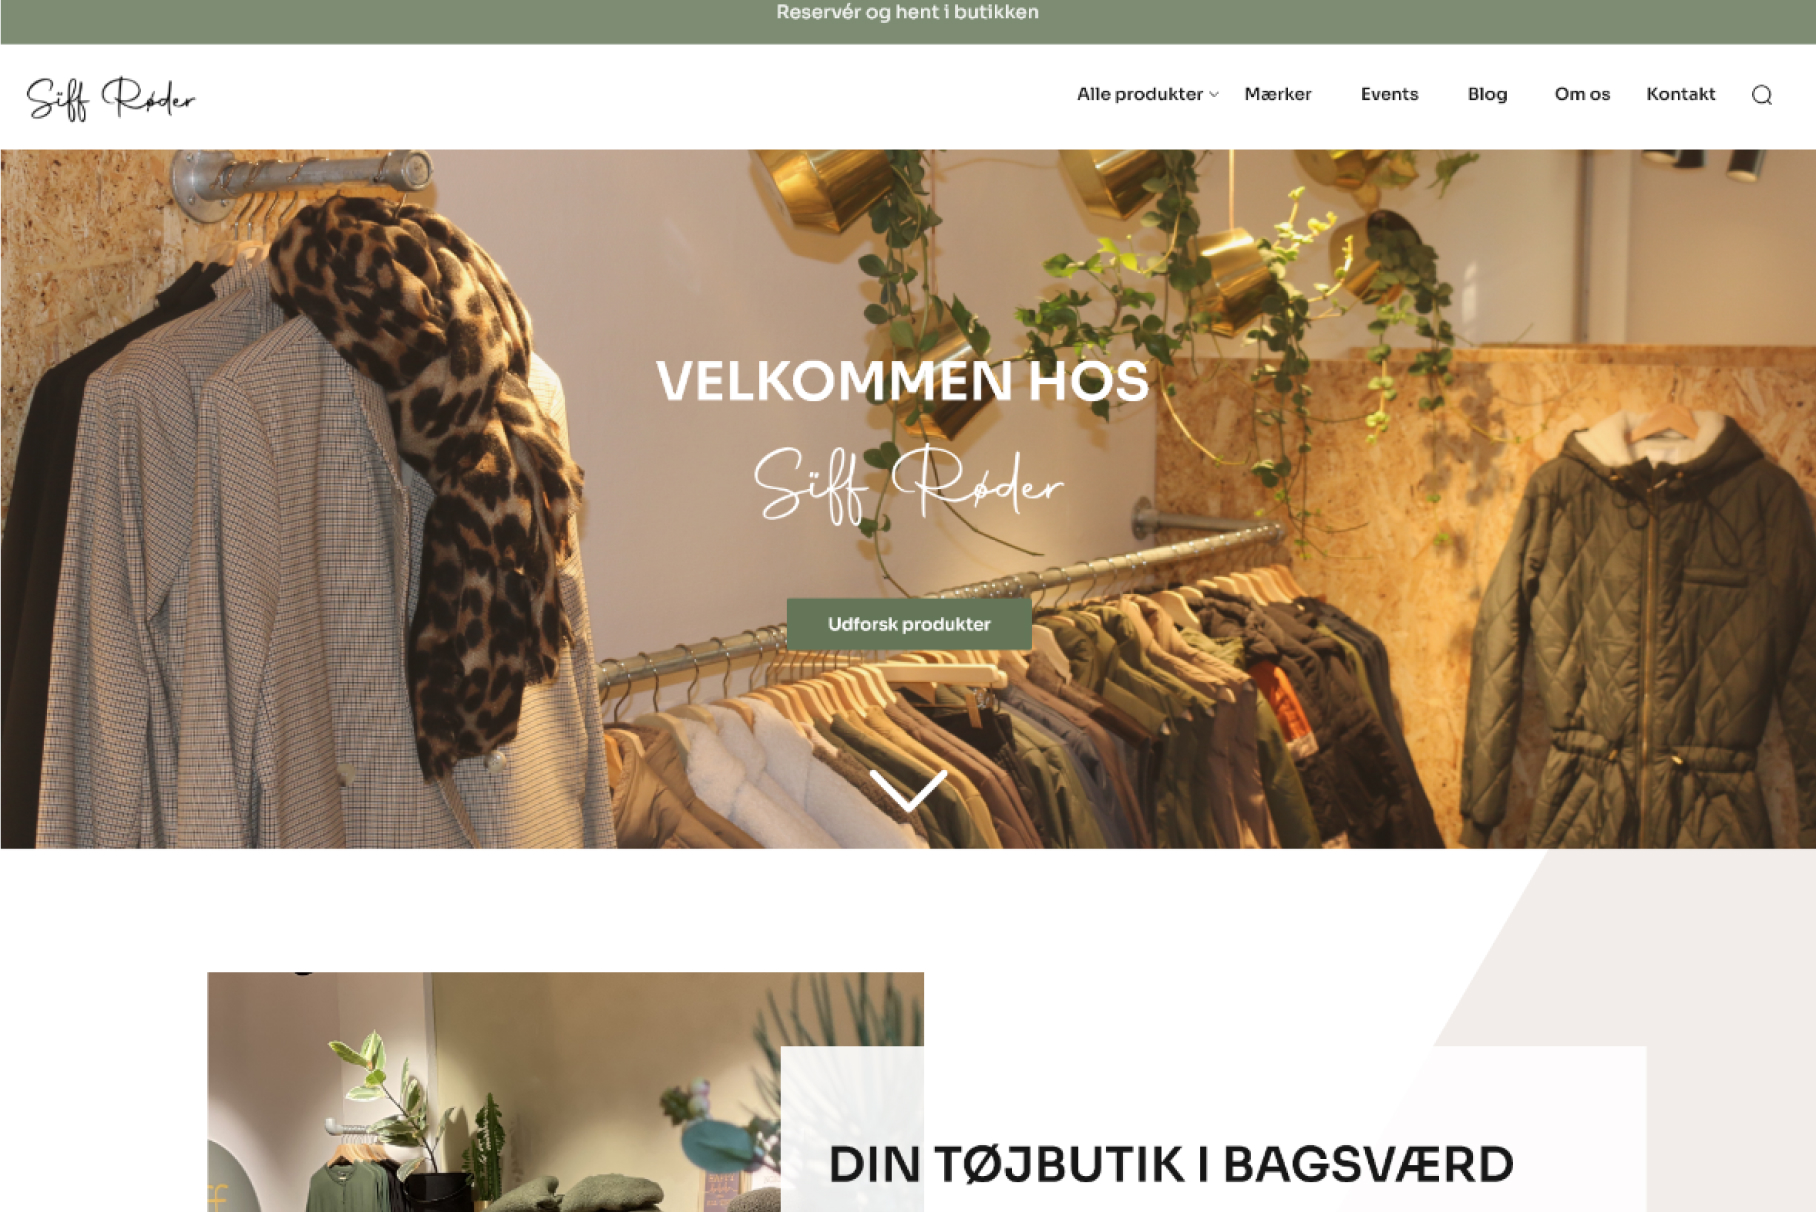 Reservér og hent i butikken
Siff Røder
Alle produkter Mærker Events Blog Om os Kontakt
VELKOMMEN HOS
Siff Røder
Udforsk produkter
DIN TØJBUTIK I BAGSVÆRD